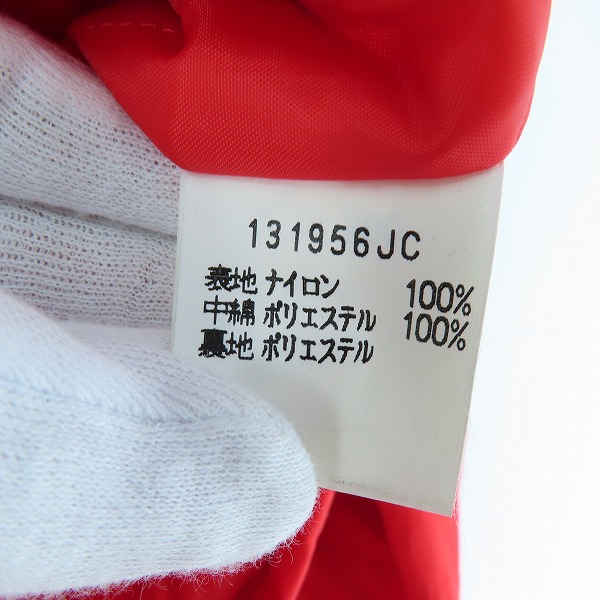 131956JC
表地 ナイロン 100%
中綿 ポリエステル 100%
裏地 ポリエステル